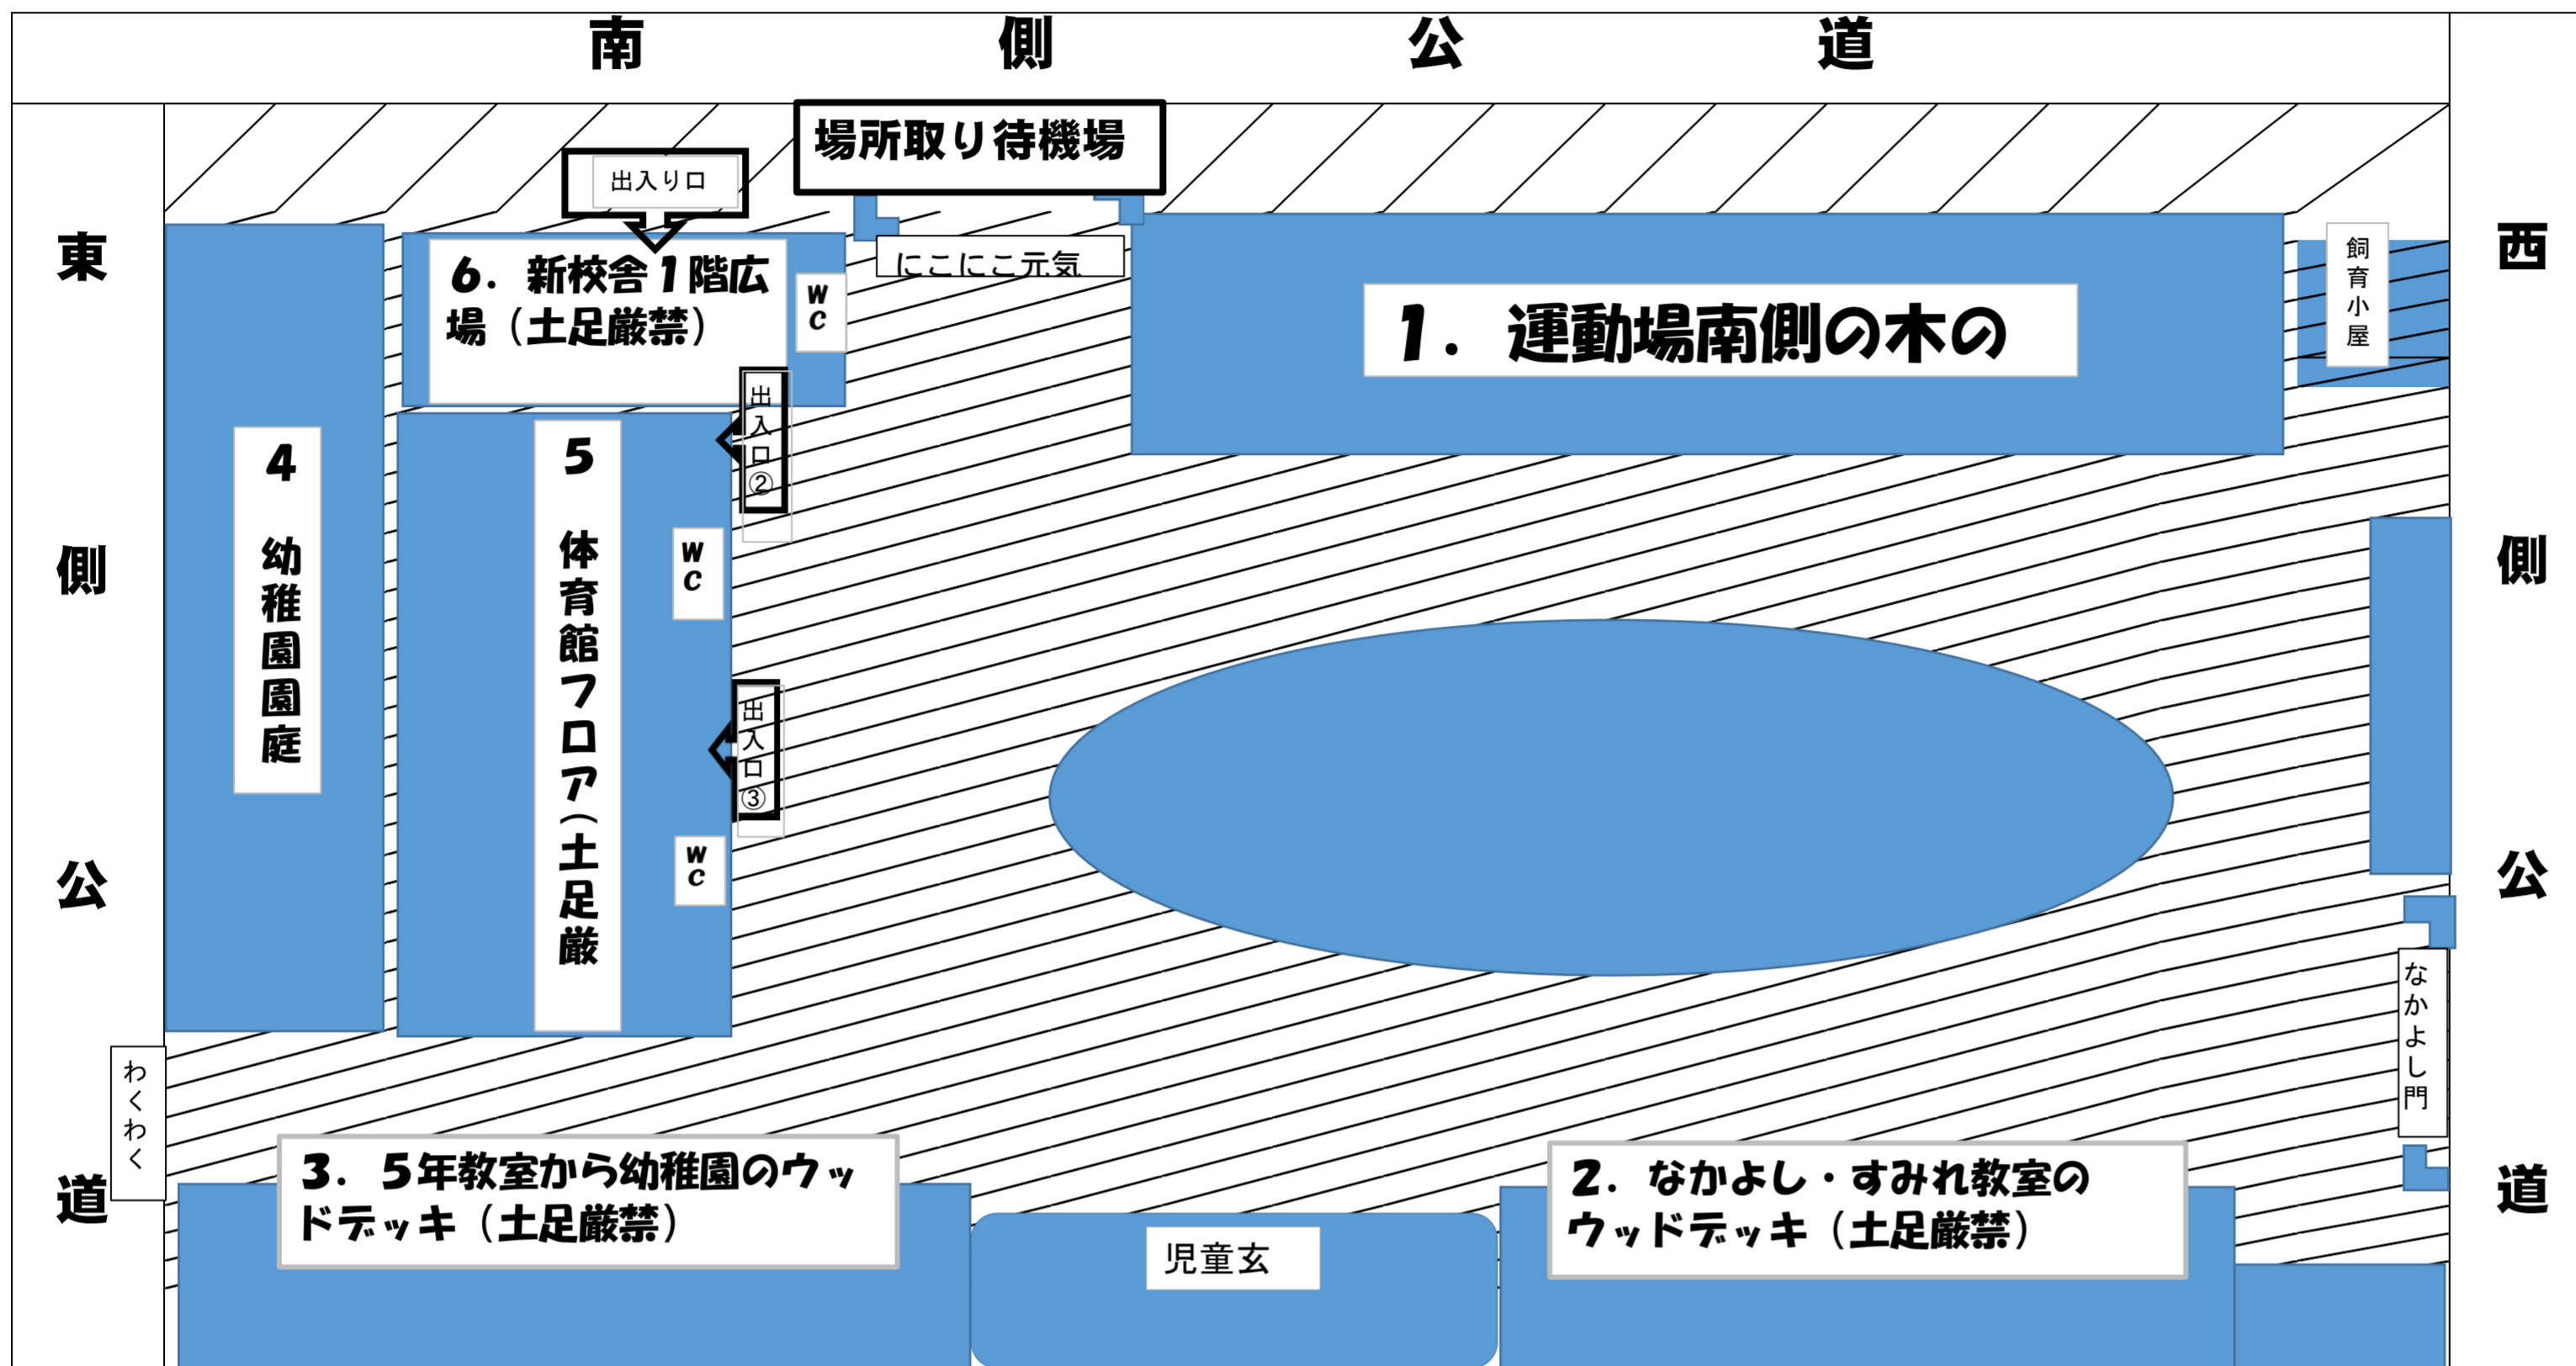 南側公道
場所取り待機場
出入り口
にこにこ元気
6．新校舎１階広
場（土足厳禁）
WC
1．運動場南側の木の
飼育小屋
東側公道
西側公道
出入口②
4 幼稚園園庭
5 体育館フロア（土足厳
WC
出入口③
WC
なかよし門
わくわく
3．５年教室から幼稚園のウッ
ドデッキ（土足厳禁）
2．なかよし・すみれ教室の
ウッドデッキ（土足厳禁）
児童玄